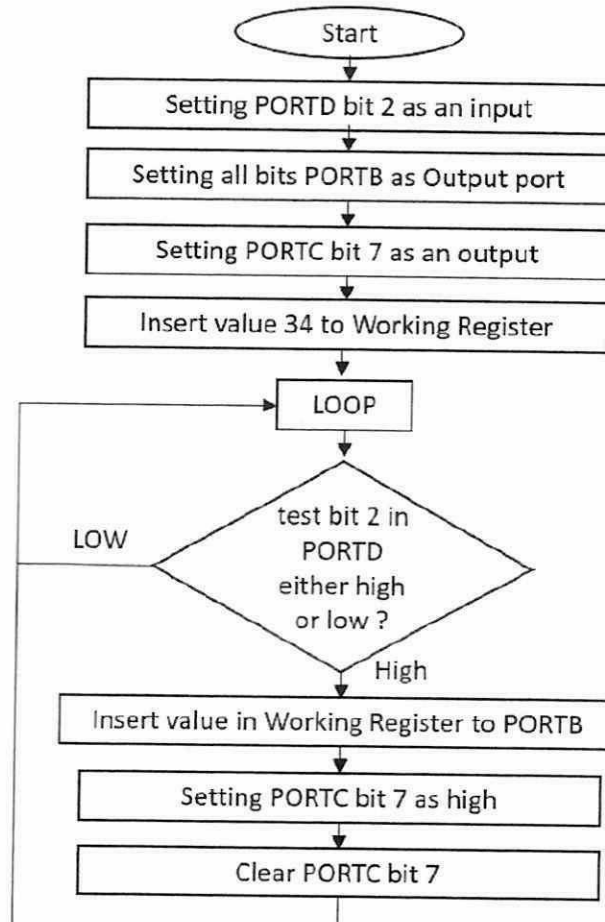 Start
Setting PORTD bit 2 as an input
Setting all bits PORTB as Output port
Setting PORTC bit 7 as an output
Insert value 34 to Working Register
LOOP
test bit 2 in
PORTD
either high
or low ?
LOW
High
Insert value in Working Register to PORTB
Setting PORTC bit 7 as high
Clear PORTC bit 7